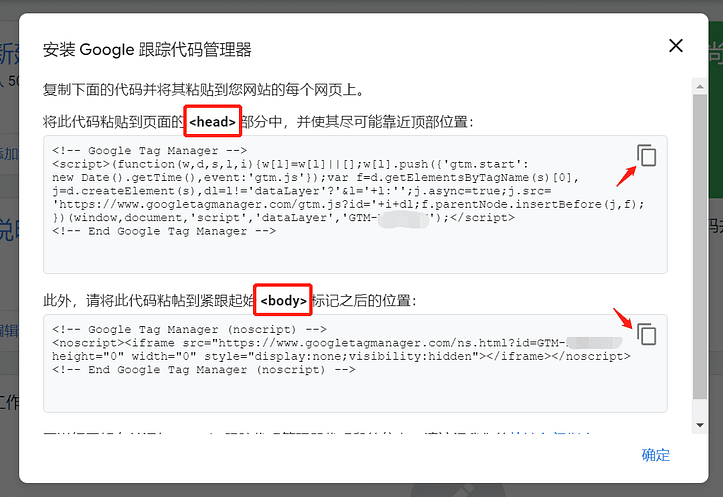 安装 Google 跟踪代码管理器
复制下面的代码并将其粘贴到您网站的每个网页上。
将此代码粘贴到页面的 <head> 部分中，并使其尽可能靠近顶部位置：
<!-- Google Tag Manager -->
<script>(function(w,d,s,l,i){w[l]=w[l]||[];w[l].push({'gtm.start':
new Date().getTime(),event:'gtm.js'});var f=d.getElementsByTagName(s)[0],
j=d.createElement(s),dl=l!='dataLayer'?'&l='+l:'';j.async=true;j.src=
'https://www.googletagmanager.com/gtm.js?id='+i+dl;f.parentNode.insertBefore(j,f);
})(window,document,'script','dataLayer','GTM-');</script>
<!-- End Google Tag Manager -->
此外，请将此代码粘帖到紧跟起始 <body> 标记之后的位置：
<!-- Google Tag Manager (noscript) -->
<noscript><iframe src="https://www.googletagmanager.com/ns.html?id=GTM-
height="0" width="0" style="display:none;visibility:hidden"></iframe></noscript>
<!-- End Google Tag Manager (noscript) -->
确定